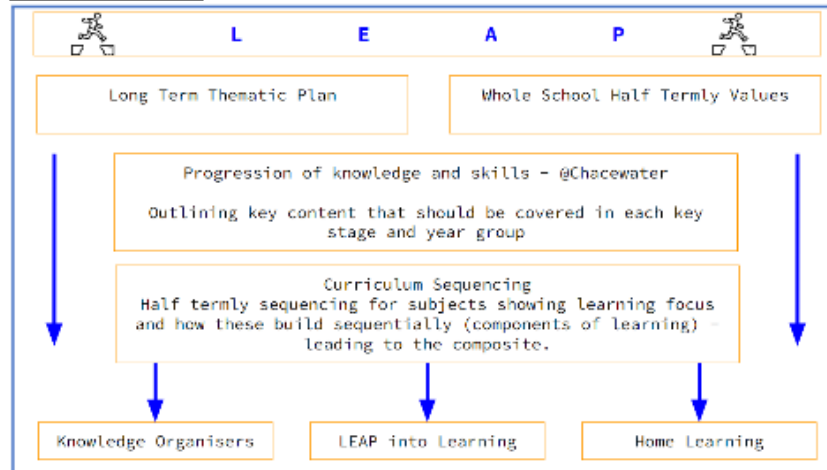 L E A P
Long Term Thematic Plan
Whole School Half Termly Values
Progression of knowledge and skills - @Chacewater
Outlining key content that should be covered in each key
stage and year group
Curriculum Sequencing
Half termly sequencing for subjects showing learning focus
and how these build sequentially (components of learning) -
leading to the composite.
Knowledge Organisers
LEAP into Learning
Home Learning